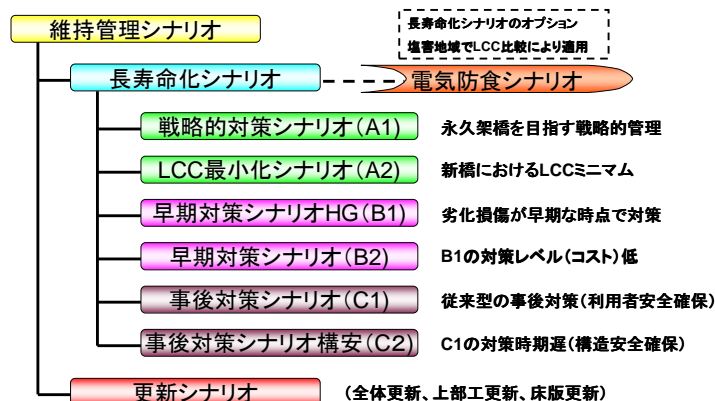 維持管理シナリオ
長寿命化シナリオのオプション
塩害地域でLCC比較により適用
長寿命化シナリオ
電気防食シナリオ
戦略的対策シナリオ(A1)
永久架橋を目指す戦略的管理
LCC最小化シナリオ(A2)
新橋におけるLCCミニマム
早期対策シナリオHG(B1)
劣化損傷が早期な時点で対策
早期対策シナリオ(B2)
B1の対策レベル(コスト)低
事後対策シナリオ(C1)
従来型の事後対策(利用者安全確保)
事後対策シナリオ構安(C2)
C1の対策時期遅(構造安全確保)
更新シナリオ
(全体更新、上部工更新、床版更新)